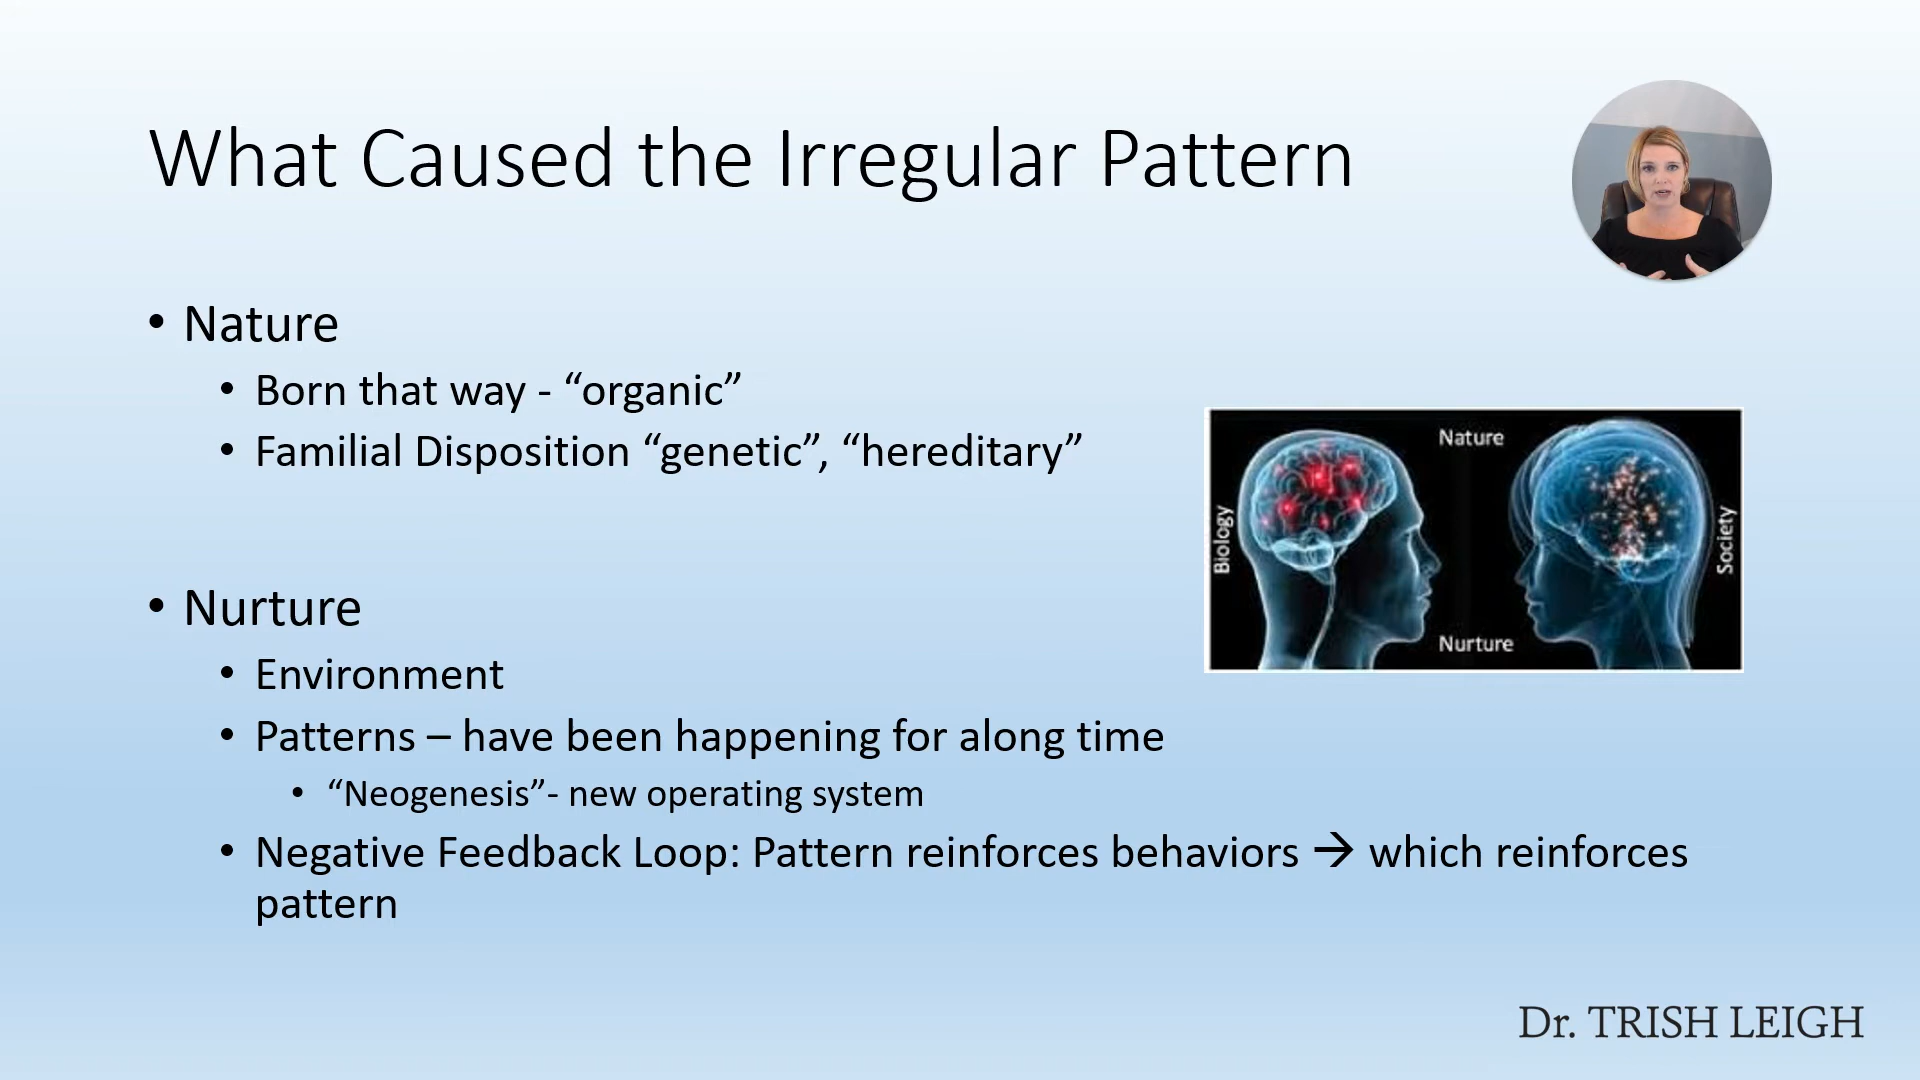 What Caused the Irregular Pattern
• Nature
• Born that way - “organic”
• Familial Disposition “genetic”, “hereditary”
• Nurture
• Environment
• Patterns – have been happening for along time
• “Neogenesis”- new operating system
• Negative Feedback Loop: Pattern reinforces behaviors → which reinforces
pattern
Nature
Biology
Society
Nurture
Dr. TRISH LEIGH